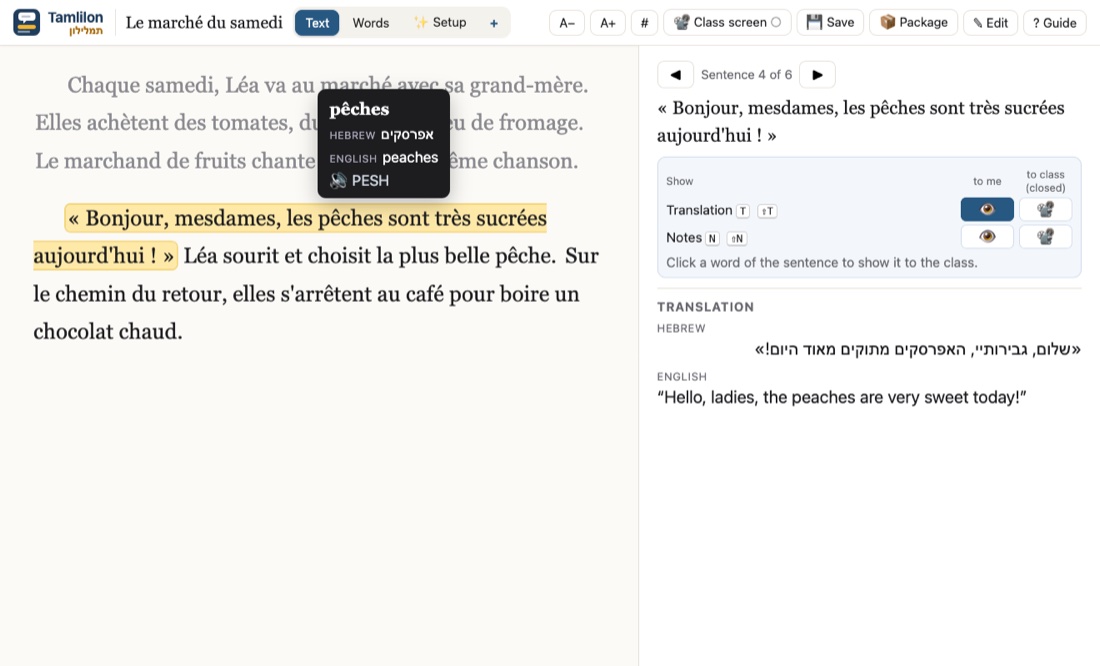 Tamlilon
תמלילון
Le marché du samedi
Text
Words
Setup
+
A−
A+
#
Class screen
Save
Package
Edit
? Guide
Chaque samedi, Léa va au marché avec sa grand-mère.
Elles achètent des tomates, du eu de fromage.
Le marchand de fruits chante ême chanson.
pêches
HEBREW אפרסקים
ENGLISH peaches
PESH
« Bonjour, mesdames, les pêches sont très sucrées
aujourd'hui ! » Léa sourit et choisit la plus belle pêche. Sur
le chemin du retour, elles s'arrêtent au café pour boire un
chocolat chaud.
Sentence 4 of 6
« Bonjour, mesdames, les pêches sont très sucrées
aujourd'hui ! »
Show
to me
to class
(closed)
Translation T ⇧T
Notes N ⇧N
Click a word of the sentence to show it to the class.
TRANSLATION
HEBREW
«שלום, גבירותיי, האפרסקים מתוקים מאוד היום!»
ENGLISH
“Hello, ladies, the peaches are very sweet today!”